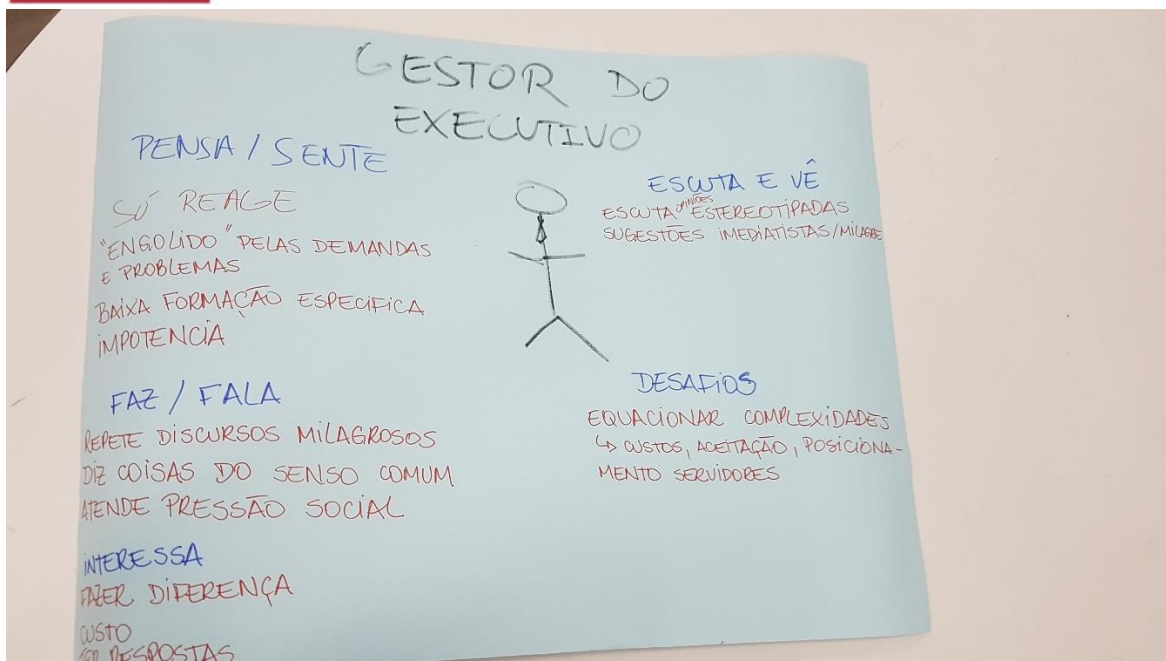 GESTOR DO
EXECUTIVO
PENSA / SENTE
SÓ REAGE
"ENGOLIDO" PELAS DEMANDAS
E PROBLEMAS
BAIXA FORMAÇÃO ESPECIFICA
IMPOTENCIA
FAZ / FALA
REPETE DISCURSOS MILAGROSOS
DIZ COISAS DO SENSO COMUM
ATENDE PRESSÃO SOCIAL
INTERESSA
FAZER DIFERENÇA
CUSTO
RESPOSTAS
ESCUTA E VÊ
ESCUTA OPINIÕES ESTEREOTIPADAS
SUGESTÕES IMEDIATISTAS/MILAGRE
DESAFIOS
EQUACIONAR COMPLEXIDADES
↳ CUSTOS, ACEITAÇÃO, POSICIONA-
MENTO SERVIDORES